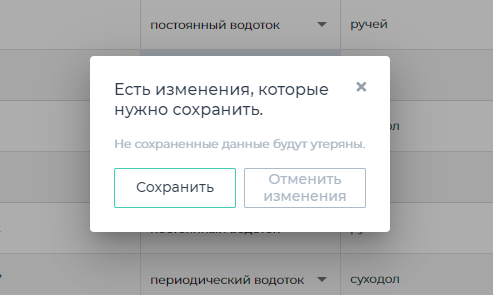 постоянный водоток ручей
Есть изменения, которые
нужно сохранить.
Не сохраненные данные будут утеряны.
Сохранить
Отменить
изменения
периодический водоток суходол